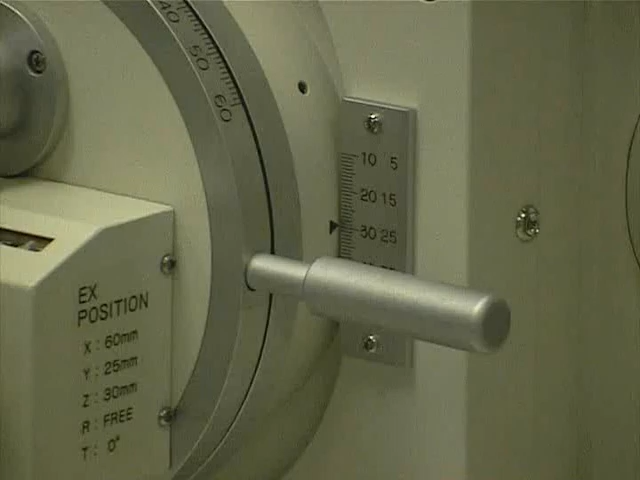 40
50
60
10 5
20 15
30 25
EX
POSITION
X : 60mm
Y : 25mm
Z : 30mm
R : FREE
T : 0°